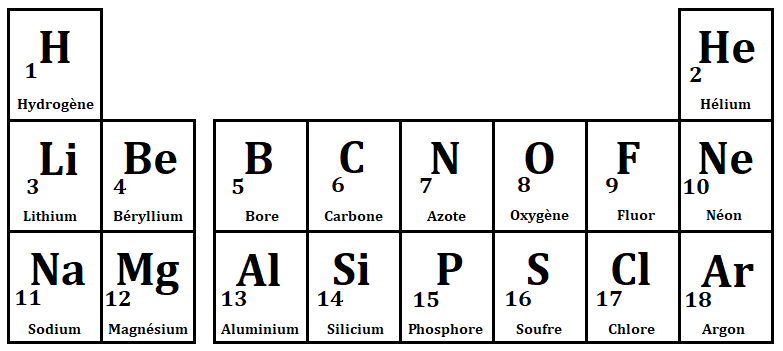 H He
1 2
Hydrogène Hélium
Li Be B C N O F Ne
3 4 5 6 7 8 9 10
Lithium Béryllium Bore Carbone Azote Oxygène Fluor Néon
Na Mg Al Si P S Cl Ar
11 12 13 14 15 16 17 18
Sodium Magnésium Aluminium Silicium Phosphore Soufre Chlore Argon